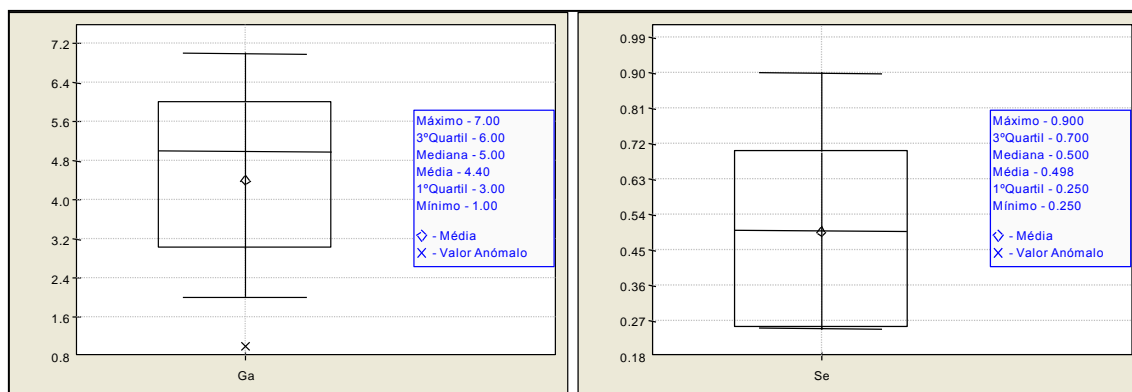 7.2
6.4
5.6
4.8
4.0
3.2
2.4
1.6
0.8
Máximo - 7.00
3ºQuartil - 6.00
Mediana - 5.00
Média - 4.40
1ºQuartil - 3.00
Mínimo - 1.00
- Média
- Valor Anómalo
Ga
0.99
0.90
0.81
0.72
0.63
0.54
0.45
0.36
0.27
0.18
Máximo - 0.900
3ºQuartil - 0.700
Mediana - 0.500
Média - 0.498
1ºQuartil - 0.250
Mínimo - 0.250
- Média
- Valor Anómalo
Se